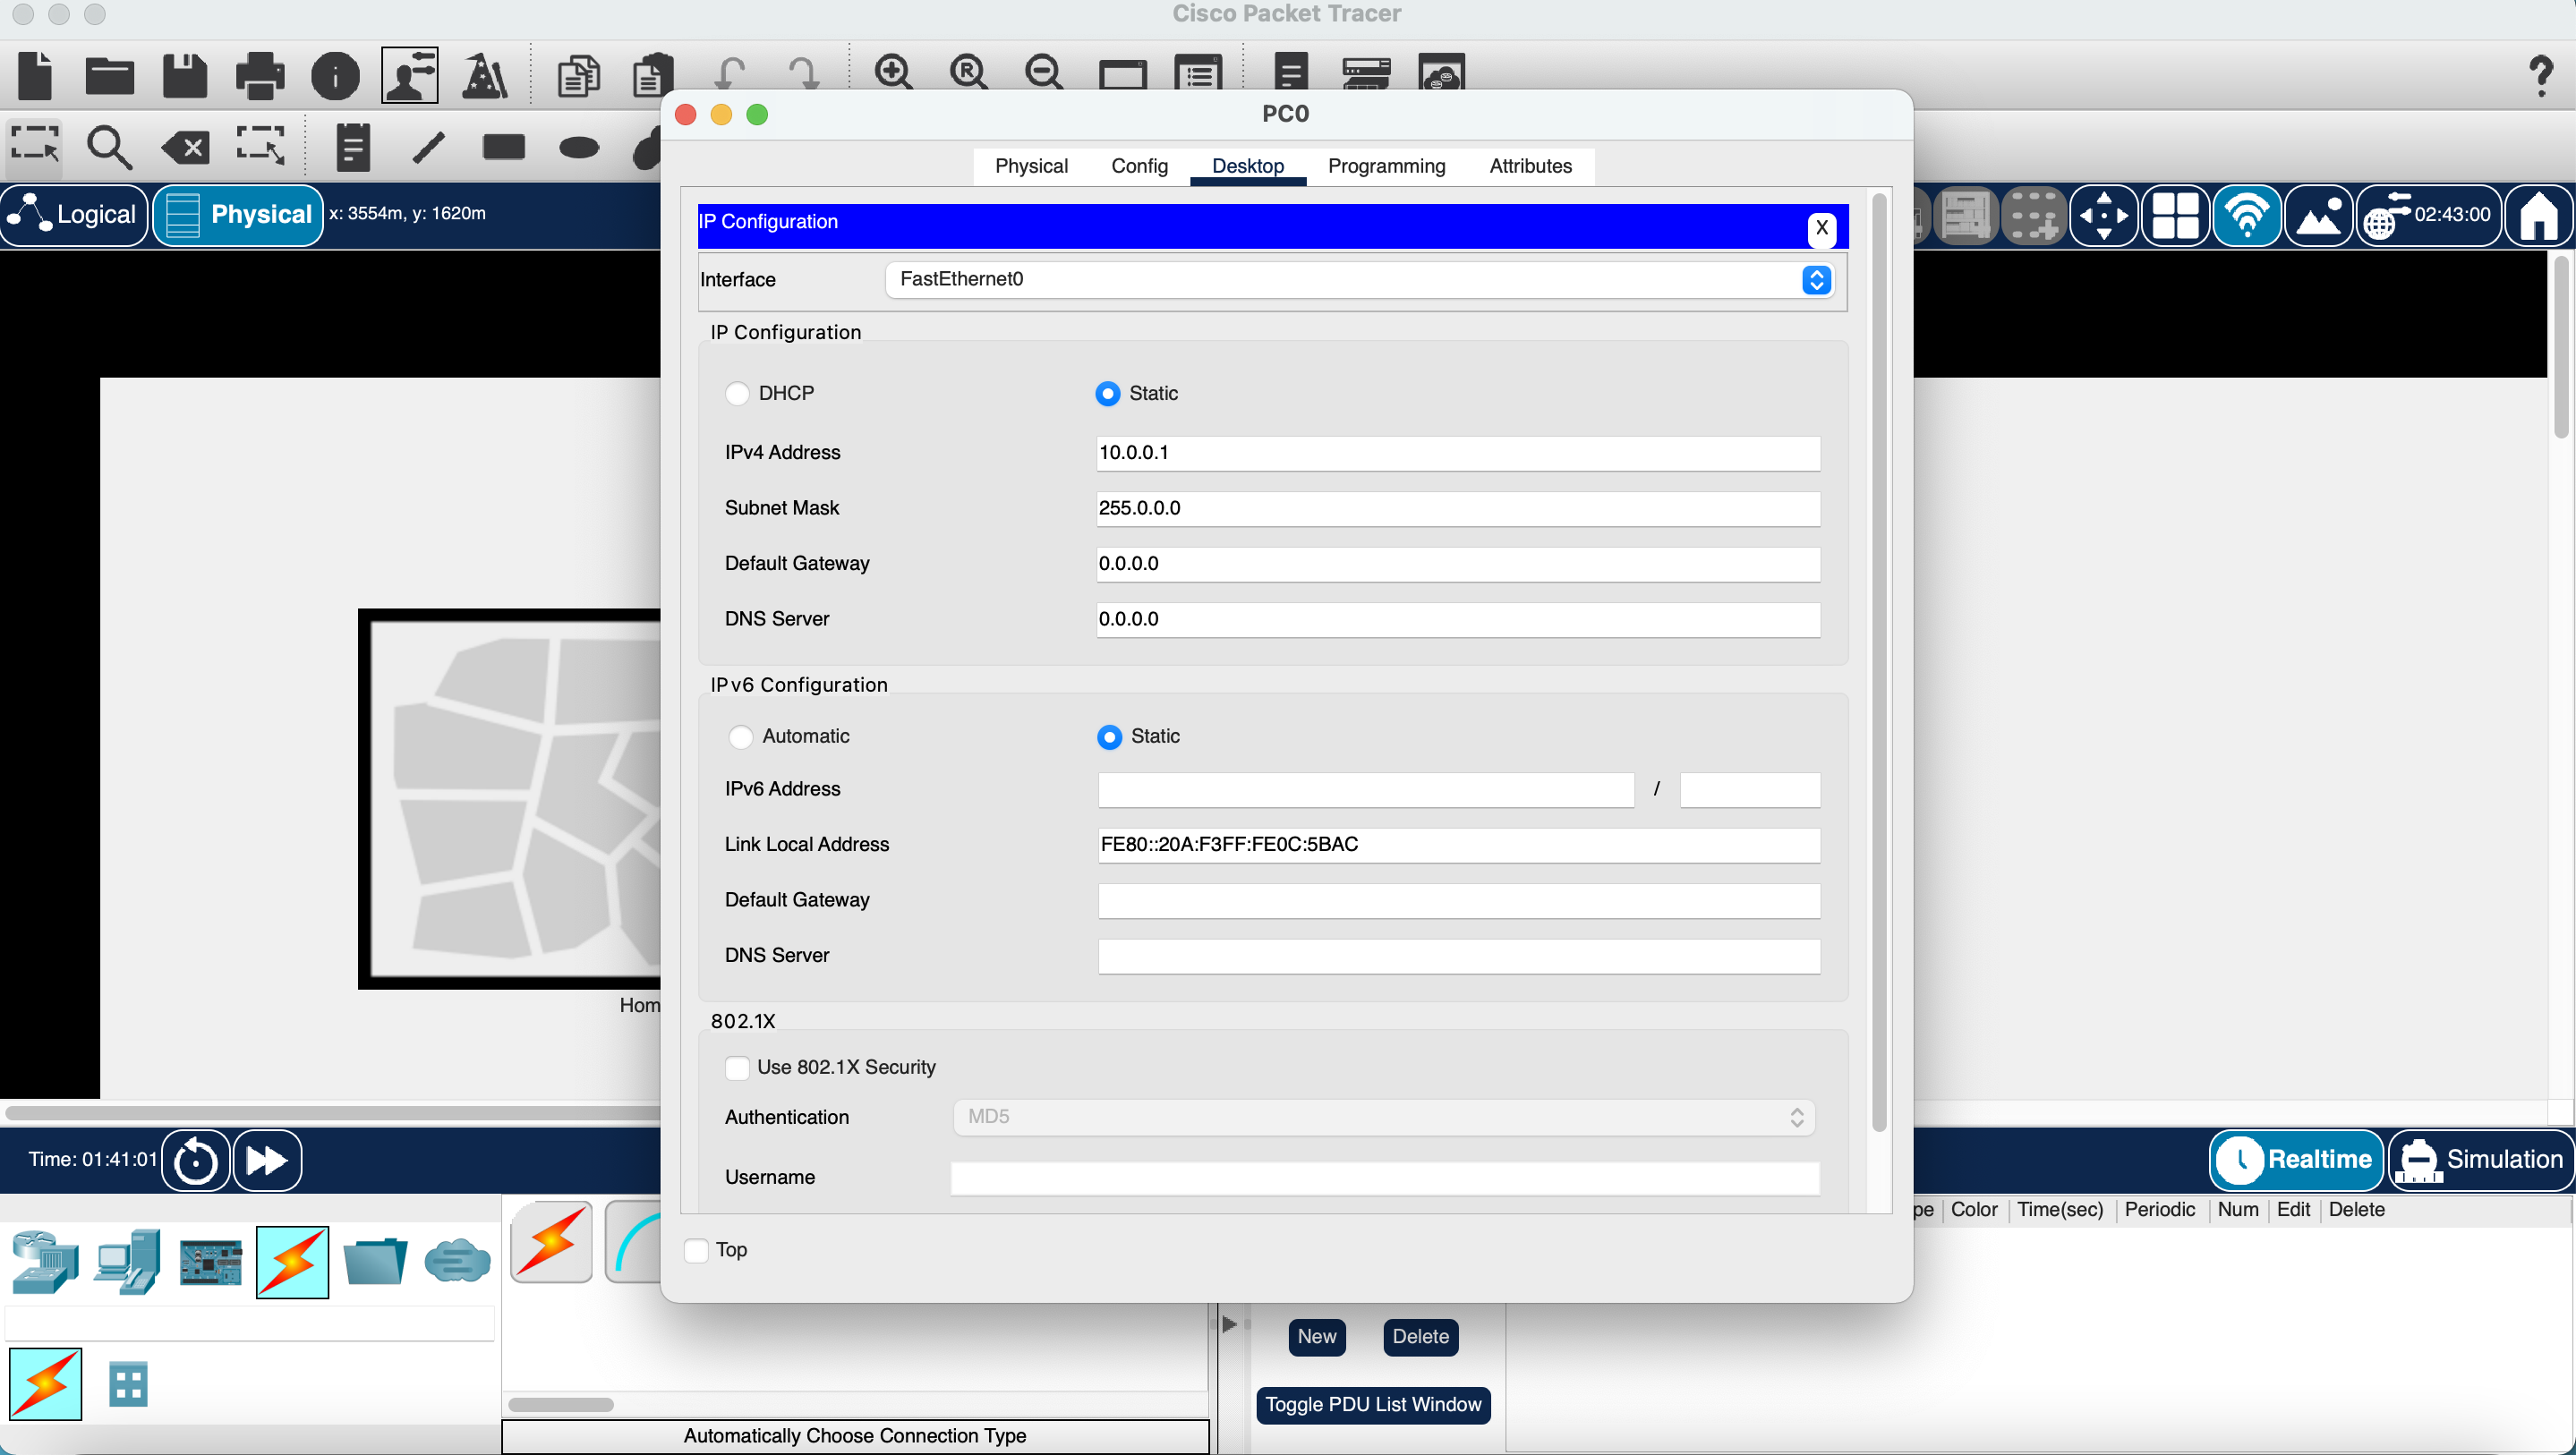 Cisco Packet Tracer
PC0
Physical Config Desktop Programming Attributes
Logical Physical x: 3554m, y: 1620m
02:43:00
IP Configuration X
Interface FastEthernet0
IP Configuration
DHCP Static
IPv4 Address 10.0.0.1
Subnet Mask 255.0.0.0
Default Gateway 0.0.0.0
DNS Server 0.0.0.0
IPv6 Configuration
Automatic Static
IPv6 Address /
Link Local Address FE80::20A:F3FF:FE0C:5BAC
Default Gateway
DNS Server
Hom
802.1X
Use 802.1X Security
Authentication MD5
Username
Time: 01:41:01
Realtime Simulation
pe Color Time(sec) Periodic Num Edit Delete
Top
New Delete
Toggle PDU List Window
Automatically Choose Connection Type